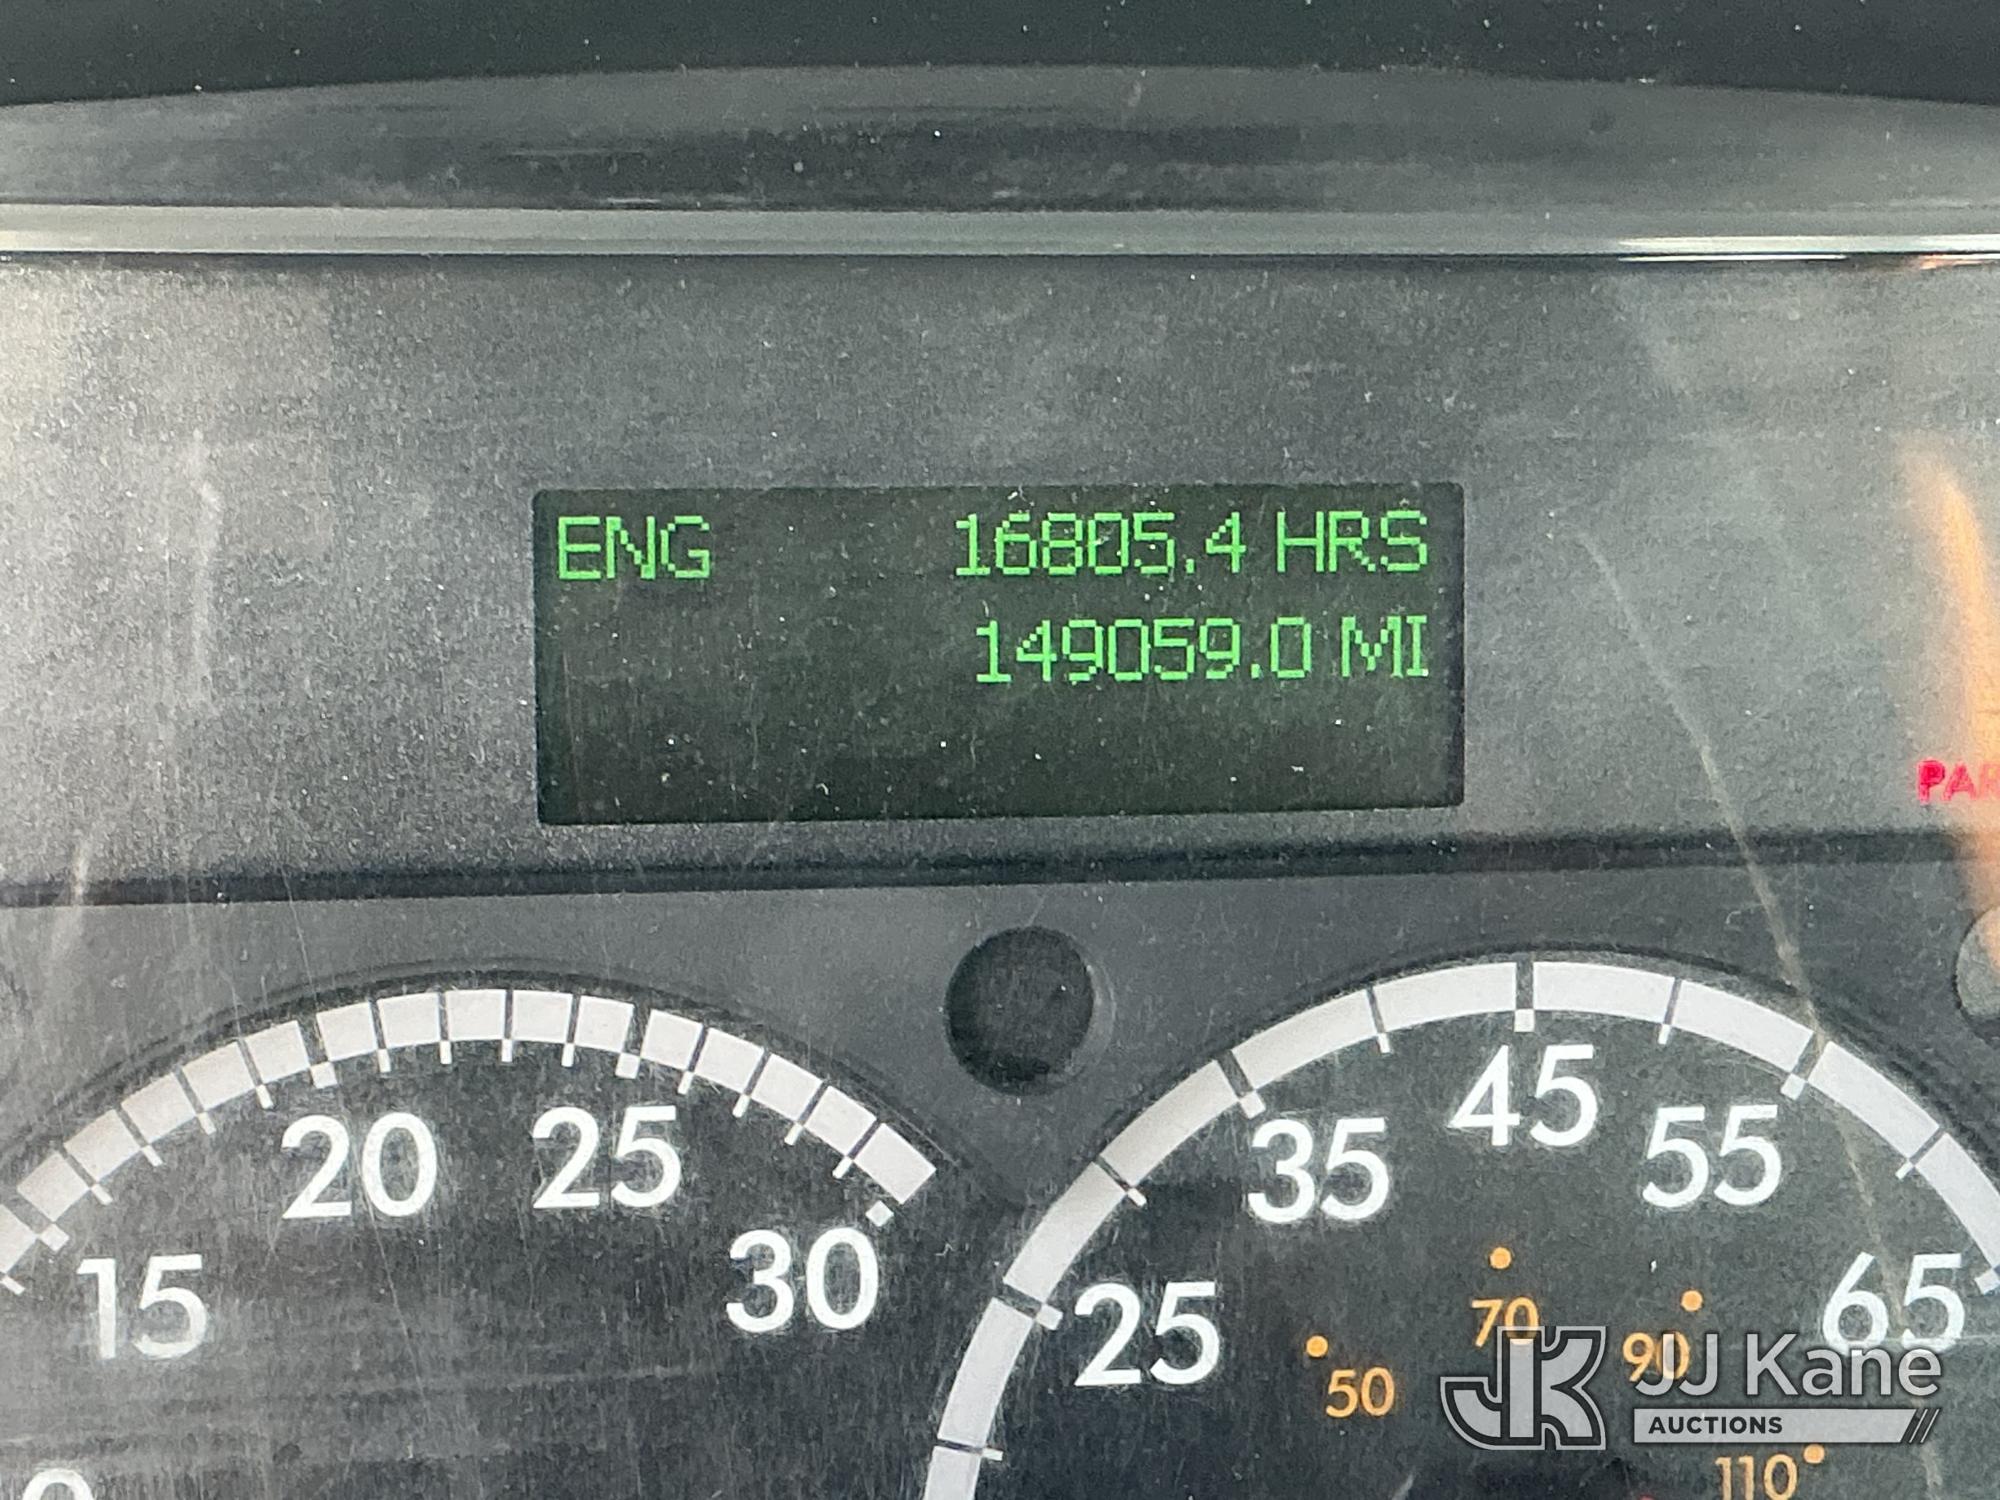 ENG 16805.4 HRS
149059.0 MI
15 20 25 30
25 35 45 55 65
50 70 90 110
JK JJ Kane
AUCTIONS